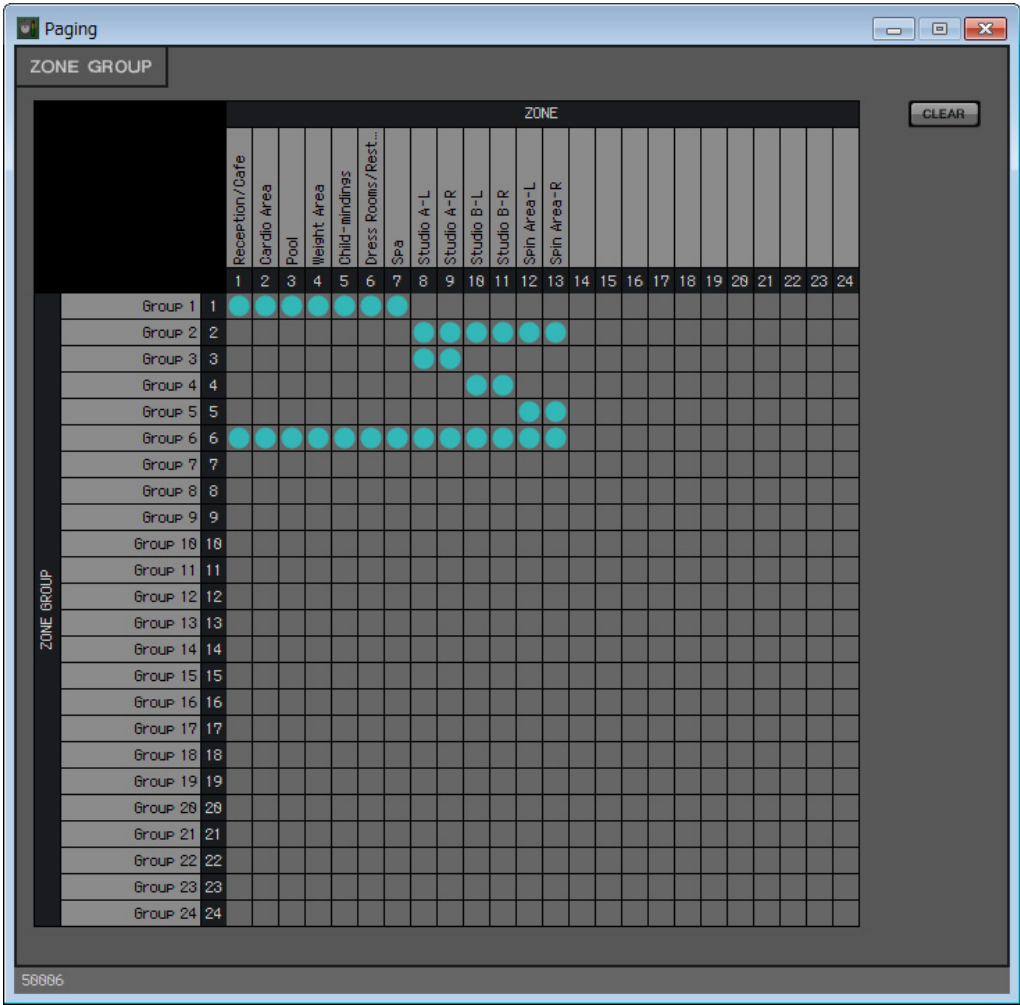 Paging
ZONE GROUP
ZONE
CLEAR
Reception/Cafe
Cardio Area
Pool
Weight Area
Child-mindings
Dress Rooms/Rest...
Spa
Studio A-L
Studio A-R
Studio B-L
Studio B-R
Spin Area-L
Spin Area-R
1 2 3 4 5 6 7 8 9 10 11 12 13 14 15 16 17 18 19 20 21 22 23 24
ZONE GROUP
Group 1 1
Group 2 2
Group 3 3
Group 4 4
Group 5 5
Group 6 6
Group 7 7
Group 8 8
Group 9 9
Group 10 10
Group 11 11
Group 12 12
Group 13 13
Group 14 14
Group 15 15
Group 16 16
Group 17 17
Group 18 18
Group 19 19
Group 20 20
Group 21 21
Group 22 22
Group 23 23
Group 24 24
50006